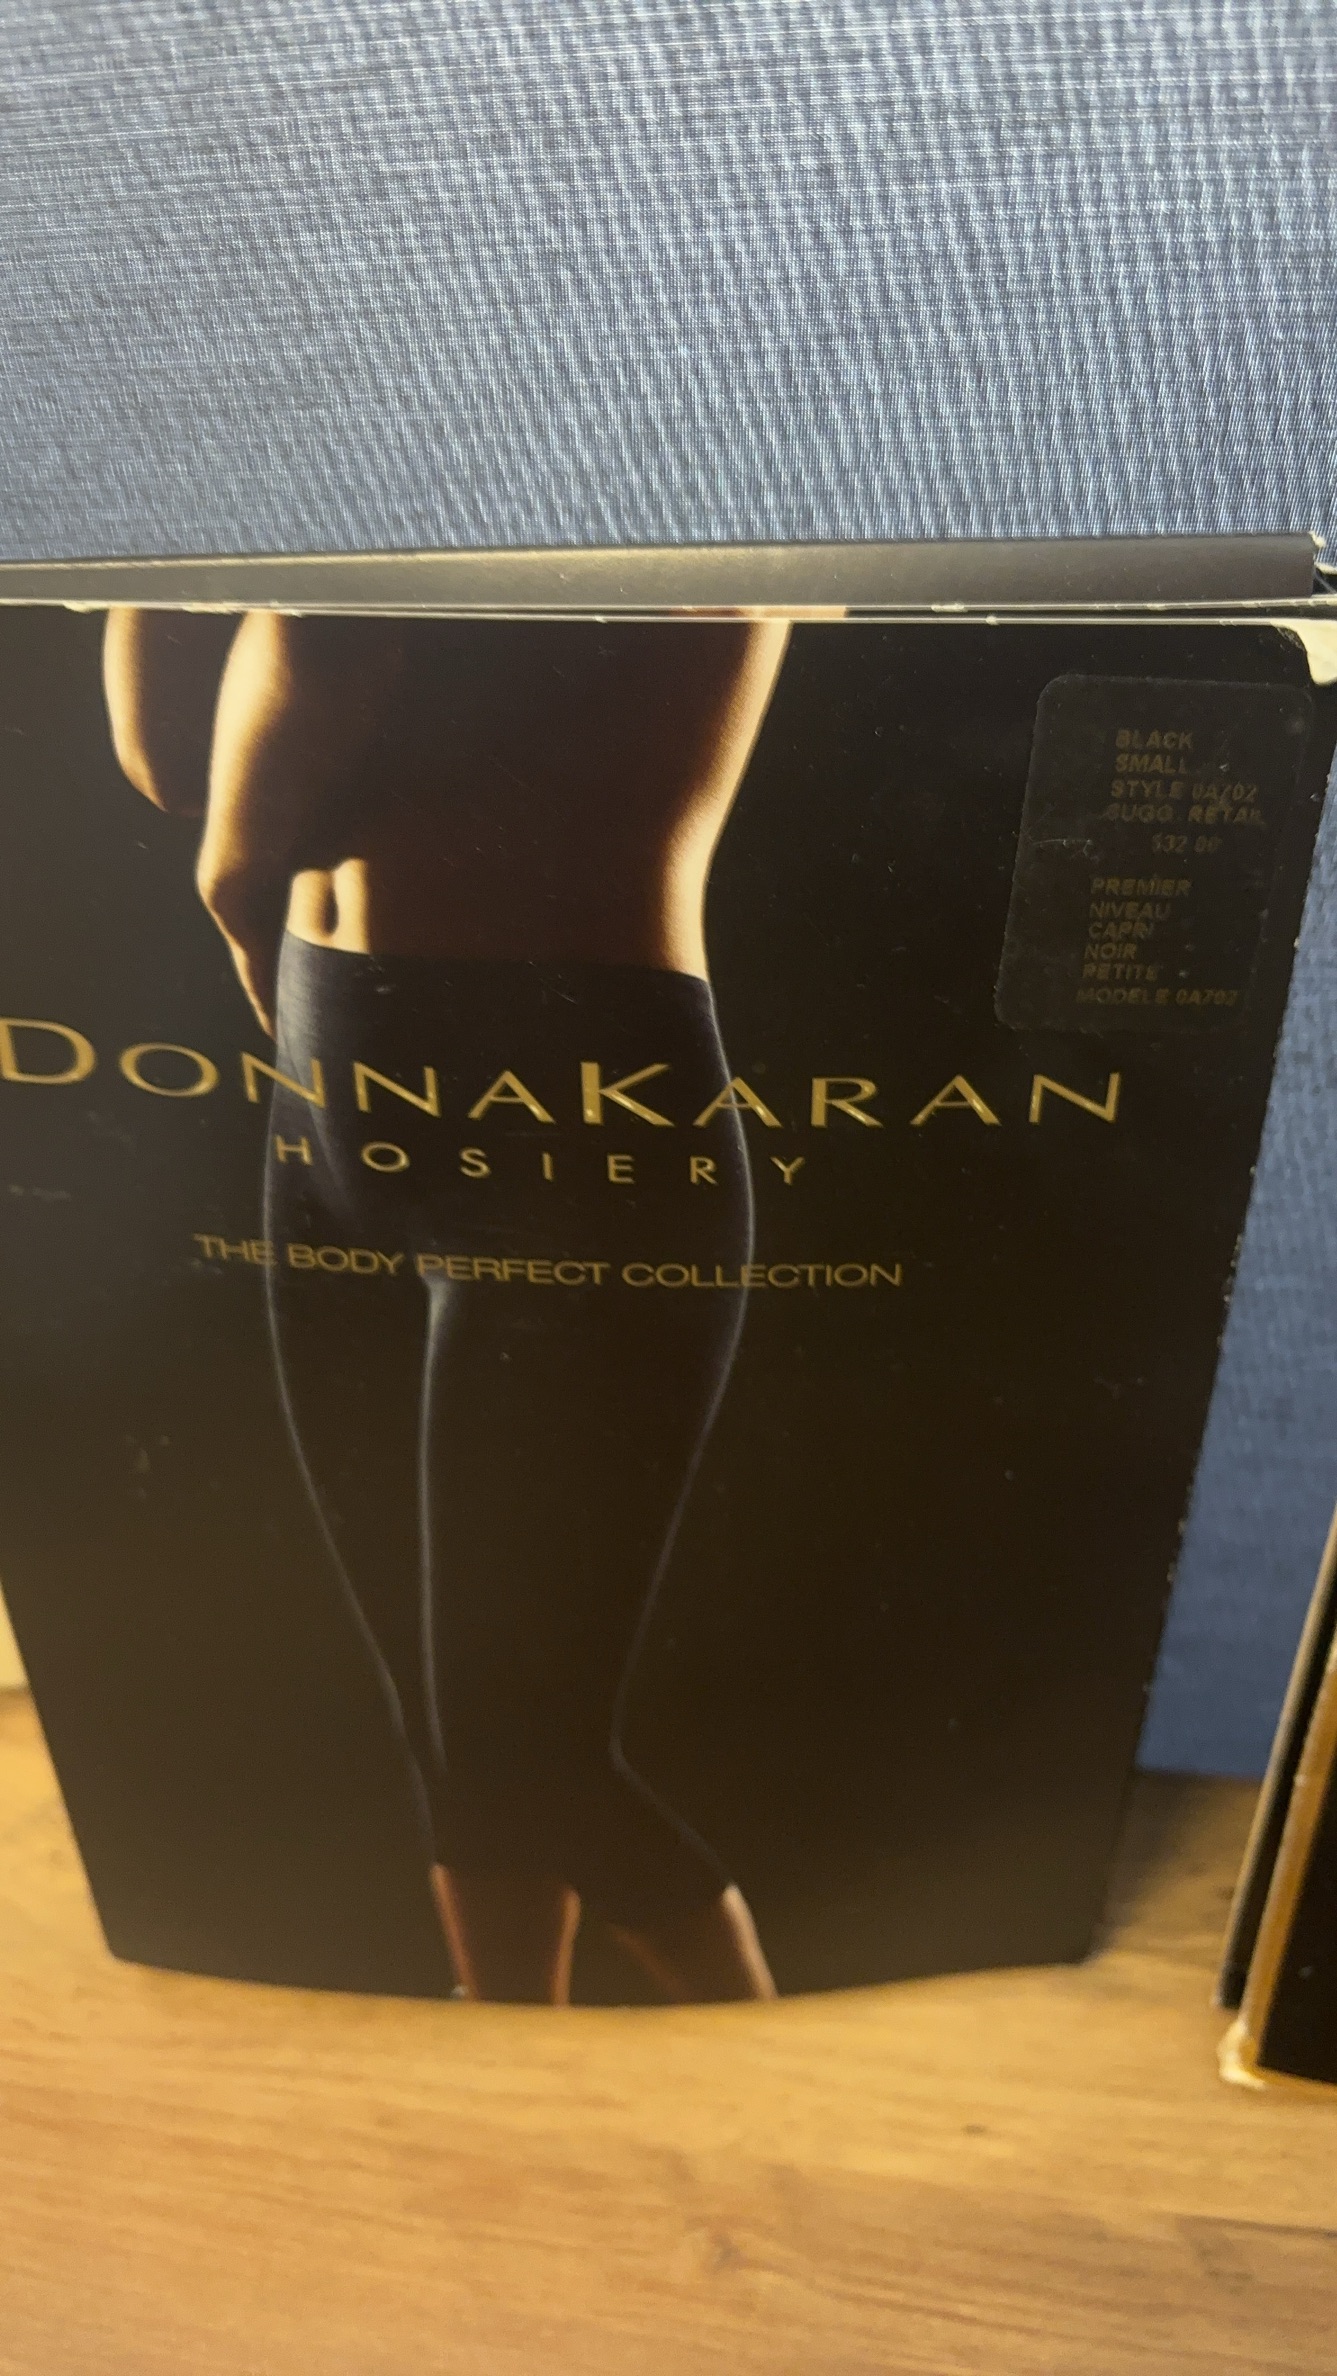 BLACK
SMALL
STYLE 0A702
SUGG. RETAIL
$32.00
PREMIER
NIVEAU
CAPRI
NOIR
PETITE
MODELE 0A702
DONNAKARAN
HOSIERY
THE BODY PERFECT COLLECTION